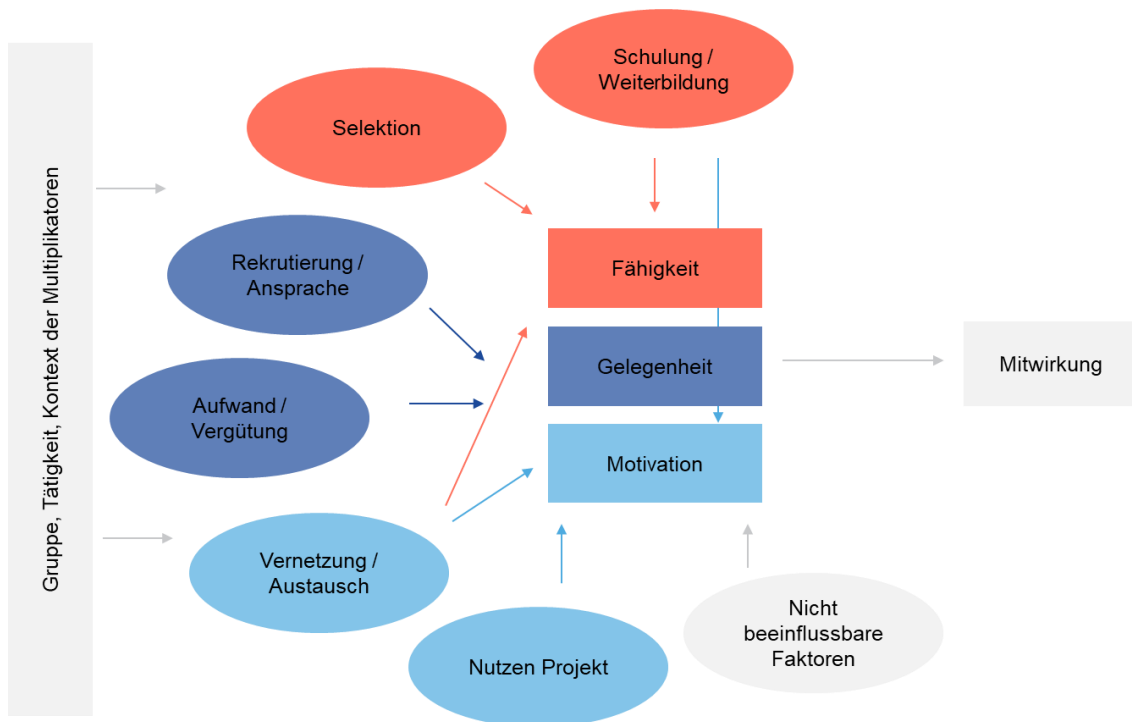 Gruppe, Tätigkeit, Kontext der Multiplikatoren
Schulung /
Weiterbildung
Selektion
Rekrutierung /
Ansprache
Fähigkeit
Gelegenheit
Mitwirkung
Aufwand /
Vergütung
Motivation
Vernetzung /
Austausch
Nicht
beeinflussbare
Faktoren
Nutzen Projekt